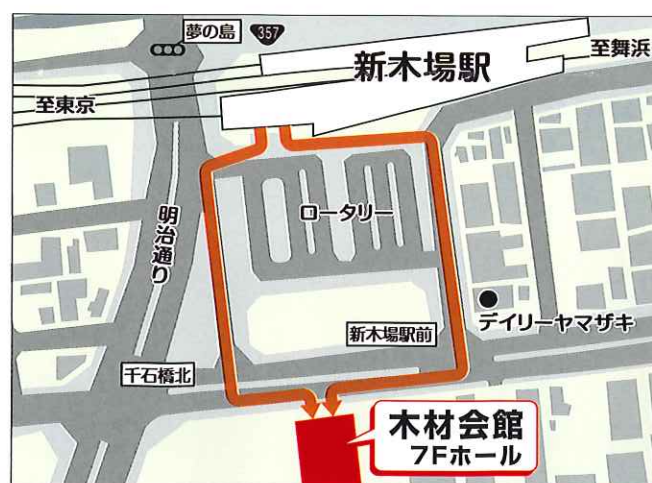 夢の島
357
新木場駅
至舞浜
至東京
ロータリー
明治通り
新木場駅前
デイリーヤマザキ
千石橋北
木材会館
7Fホール